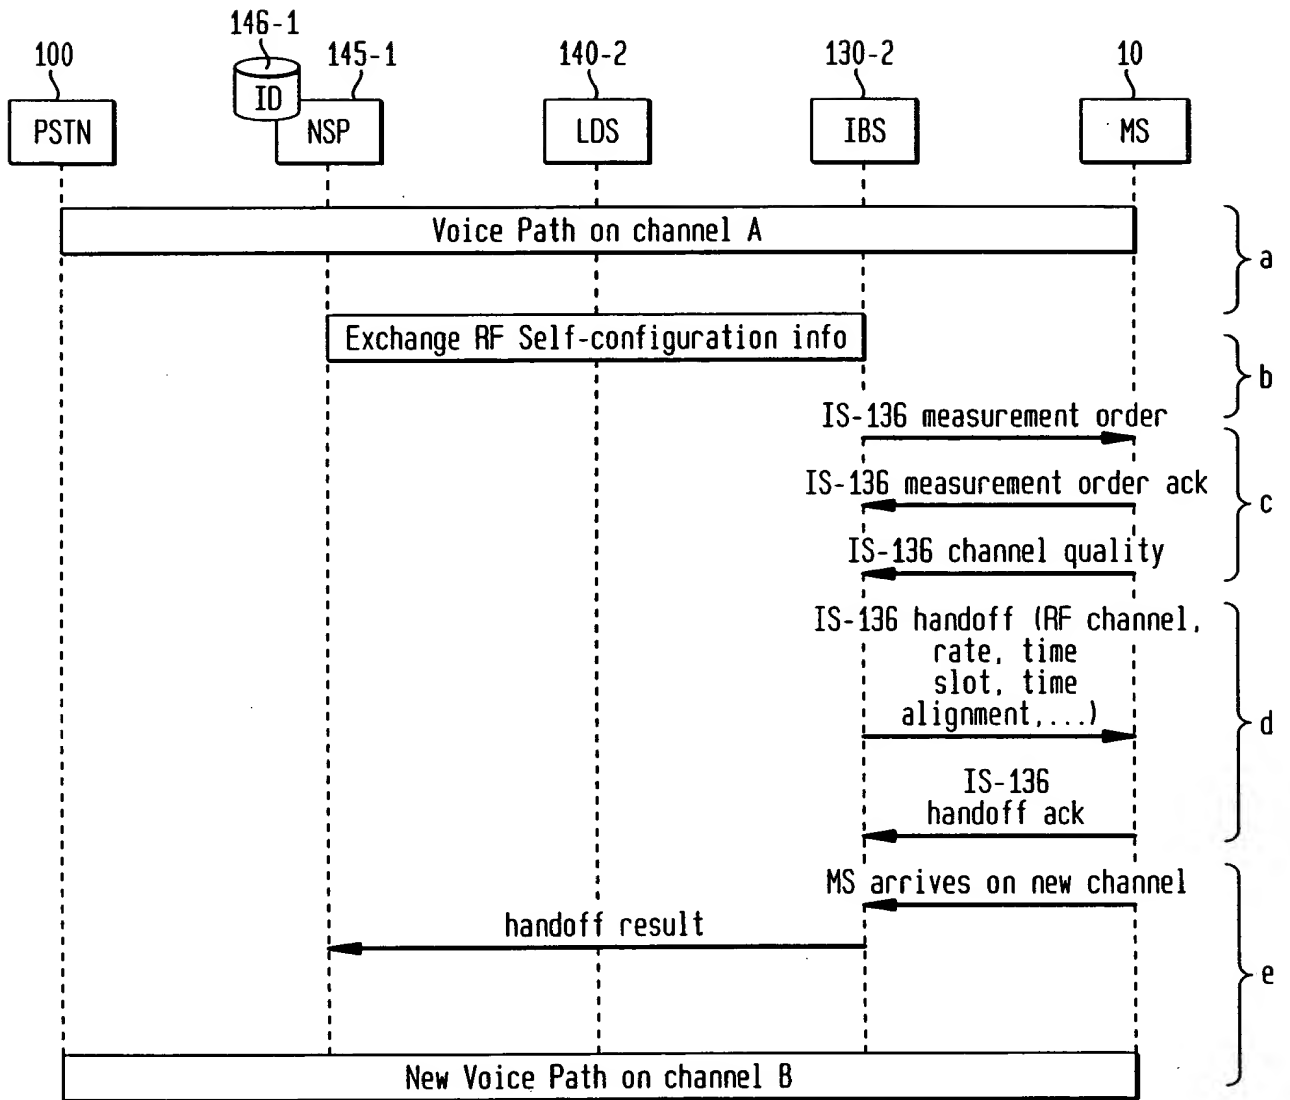 146-1
100
145-1
140-2
130-2
10
ID
PSTN
NSP
LDS
IBS
MS
Voice Path on channel A
a
Exchange RF Self-configuration info
b
IS-136 measurement order
IS-136 measurement order ack
c
IS-136 channel quality
IS-136 handoff (RF channel,
rate, time
slot, time
alignment,...)
d
IS-136
handoff ack
MS arrives on new channel
handoff result
e
New Voice Path on channel B